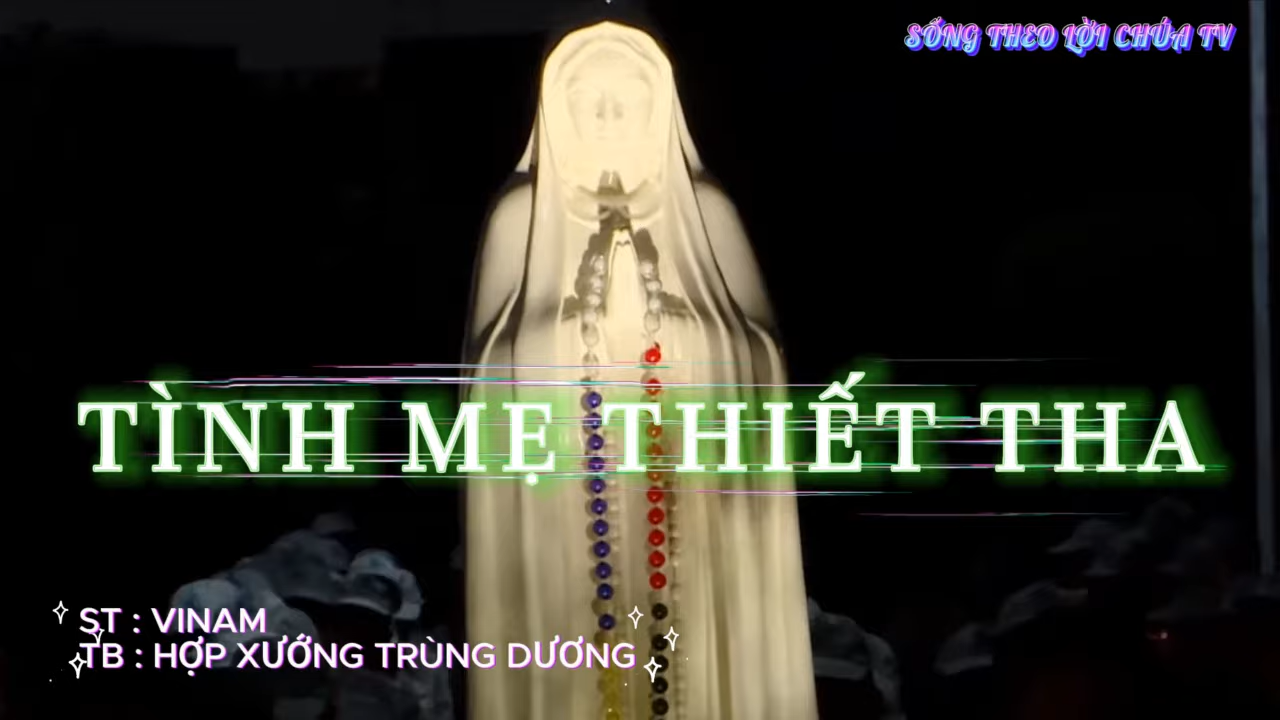 SỐNG THEO LỜI CHÚA TV
TÌNH MẸ THIẾT THA
ST : VINAM
TB : HỢP XƯỚNG TRÙNG DƯƠNG